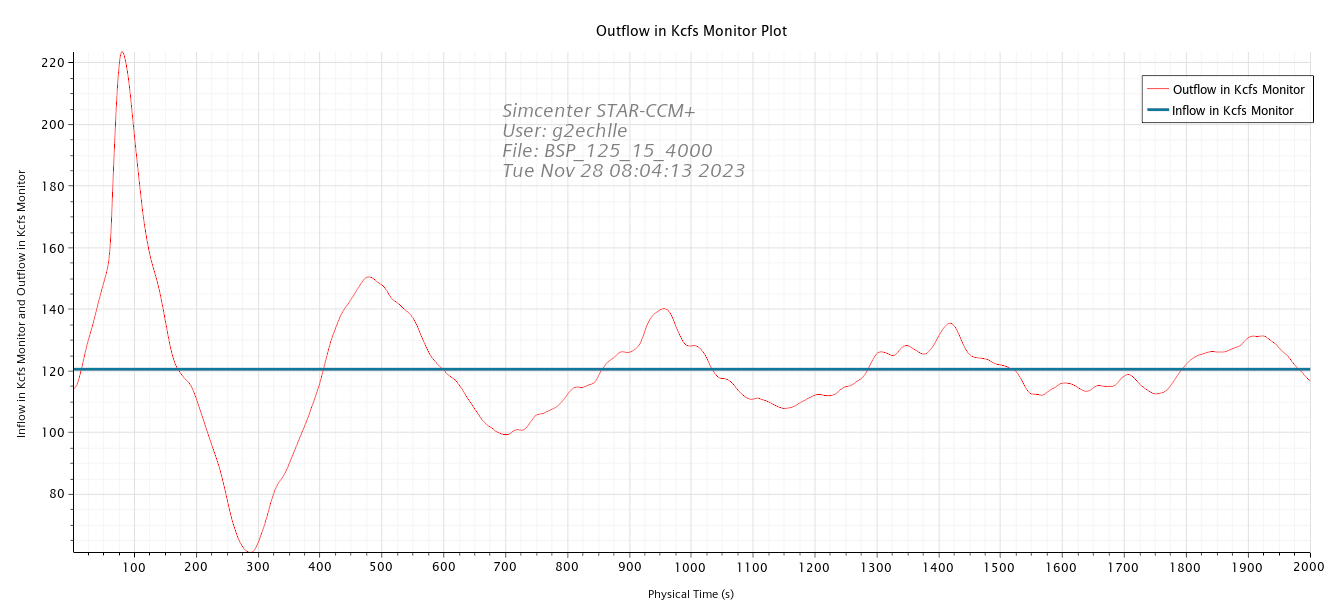 Outflow in Kcfs Monitor Plot
Simcenter STAR-CCM+
User: g2echlle
File: BSP_125_15_4000
Tue Nov 28 08:04:13 2023
Outflow in Kcfs Monitor
Inflow in Kcfs Monitor
Inflow in Kcfs Monitor and Outflow in Kcfs Monitor
220
200
180
160
140
120
100
80
100 200 300 400 500 600 700 800 900 1000 1100 1200 1300 1400 1500 1600 1700 1800 1900 2000
Physical Time (s)